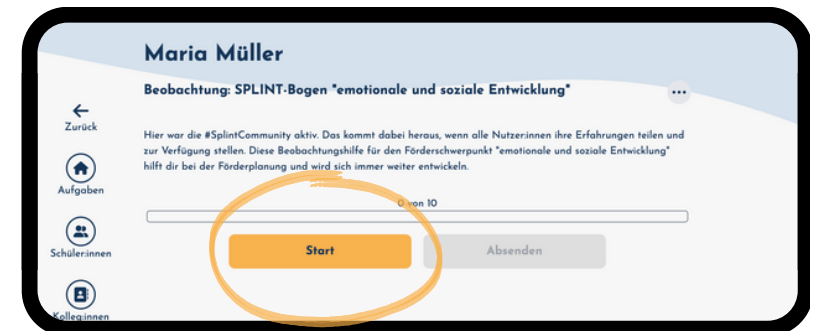 Maria Müller
Beobachtung: SPLINT-Bogen "emotionale und soziale Entwicklung"
...
Zurück
Hier war die #SplintCommunity aktiv. Das kommt dabei heraus, wenn alle Nutzer:innen ihre Erfahrungen teilen und
zur Verfügung stellen. Diese Beobachtungshilfe für den Förderschwerpunkt "emotionale und soziale Entwicklung"
hilft dir bei der Förderplanung und wird sich immer weiter entwickeln.
Aufgaben
0 von 10
Schüler:innen
Start
Absenden
Kolleg:innen